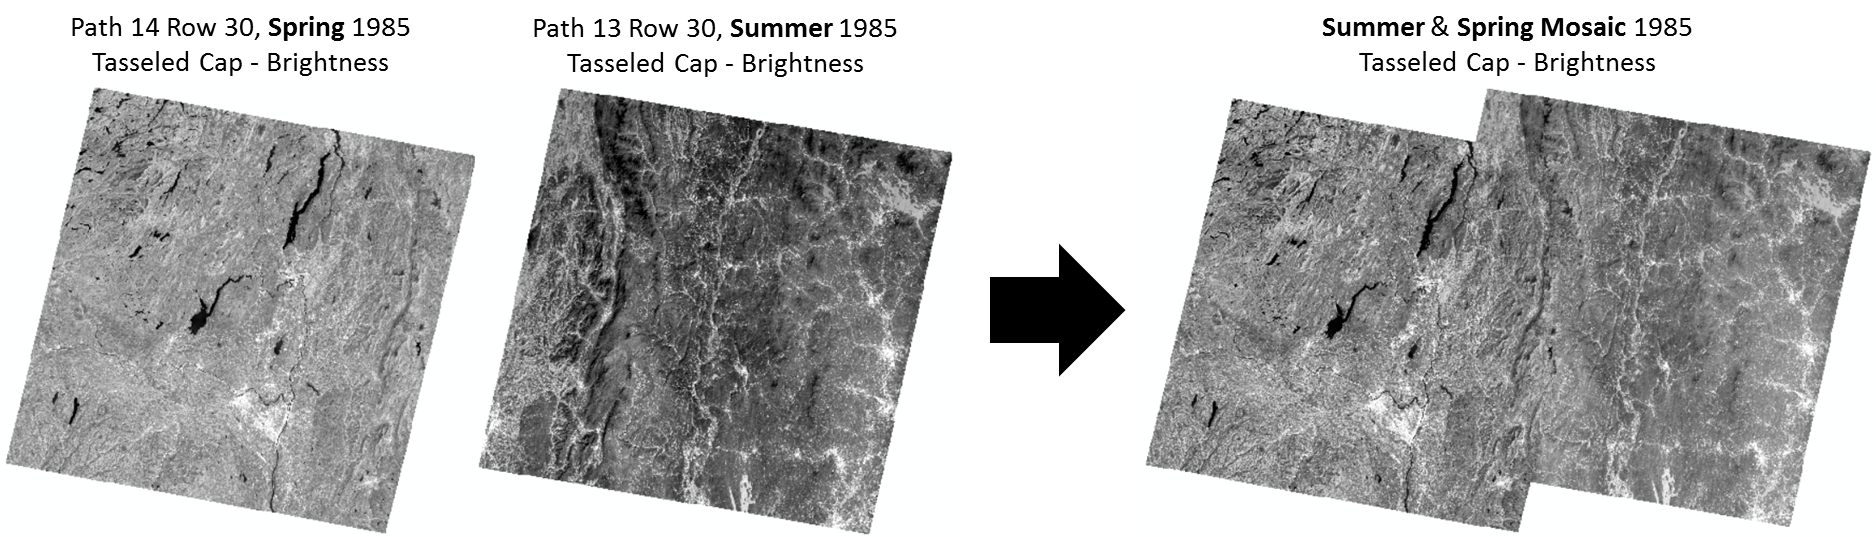 Path 14 Row 30, Spring 1985
Tasseled Cap - Brightness
Path 13 Row 30, Summer 1985
Tasseled Cap - Brightness
Summer & Spring Mosaic 1985
Tasseled Cap - Brightness